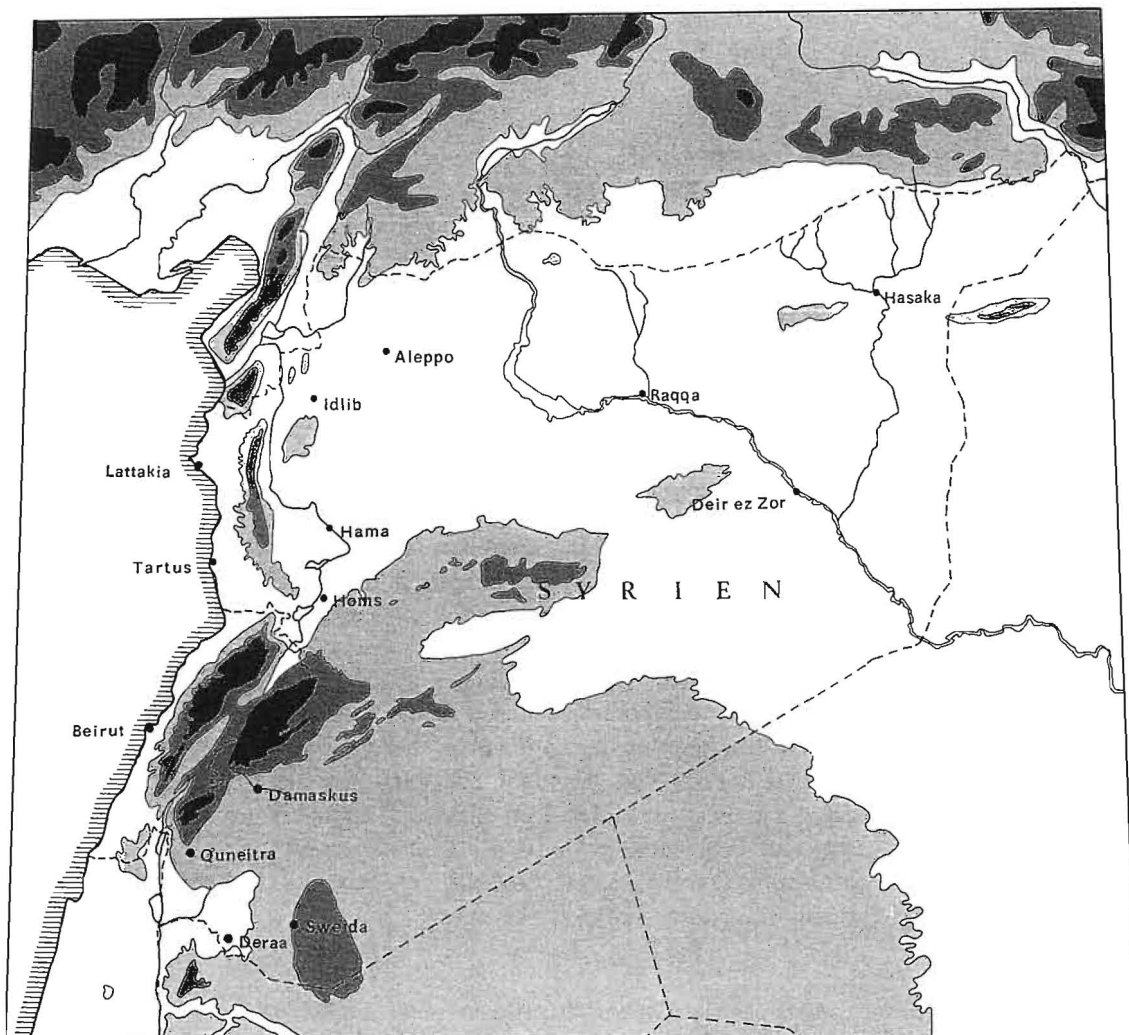 Hasaka
Aleppo
Raqqa
Idlib
Lattakia
Deir ez Zor
Hama
Tartus
SYRIEN
Homs
Beirut
Damaskus
Quneitra
Sweida
Deraa